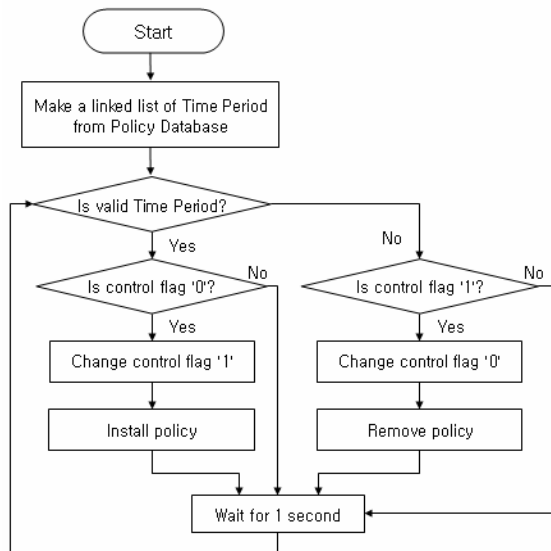 Start
Make a linked list of Time Period
from Policy Database
Is valid Time Period?
Yes
No
Is control flag '0'?
No
Is control flag '1'?
No
Yes
Yes
Change control flag '1'
Change control flag '0'
Install policy
Remove policy
Wait for 1 second